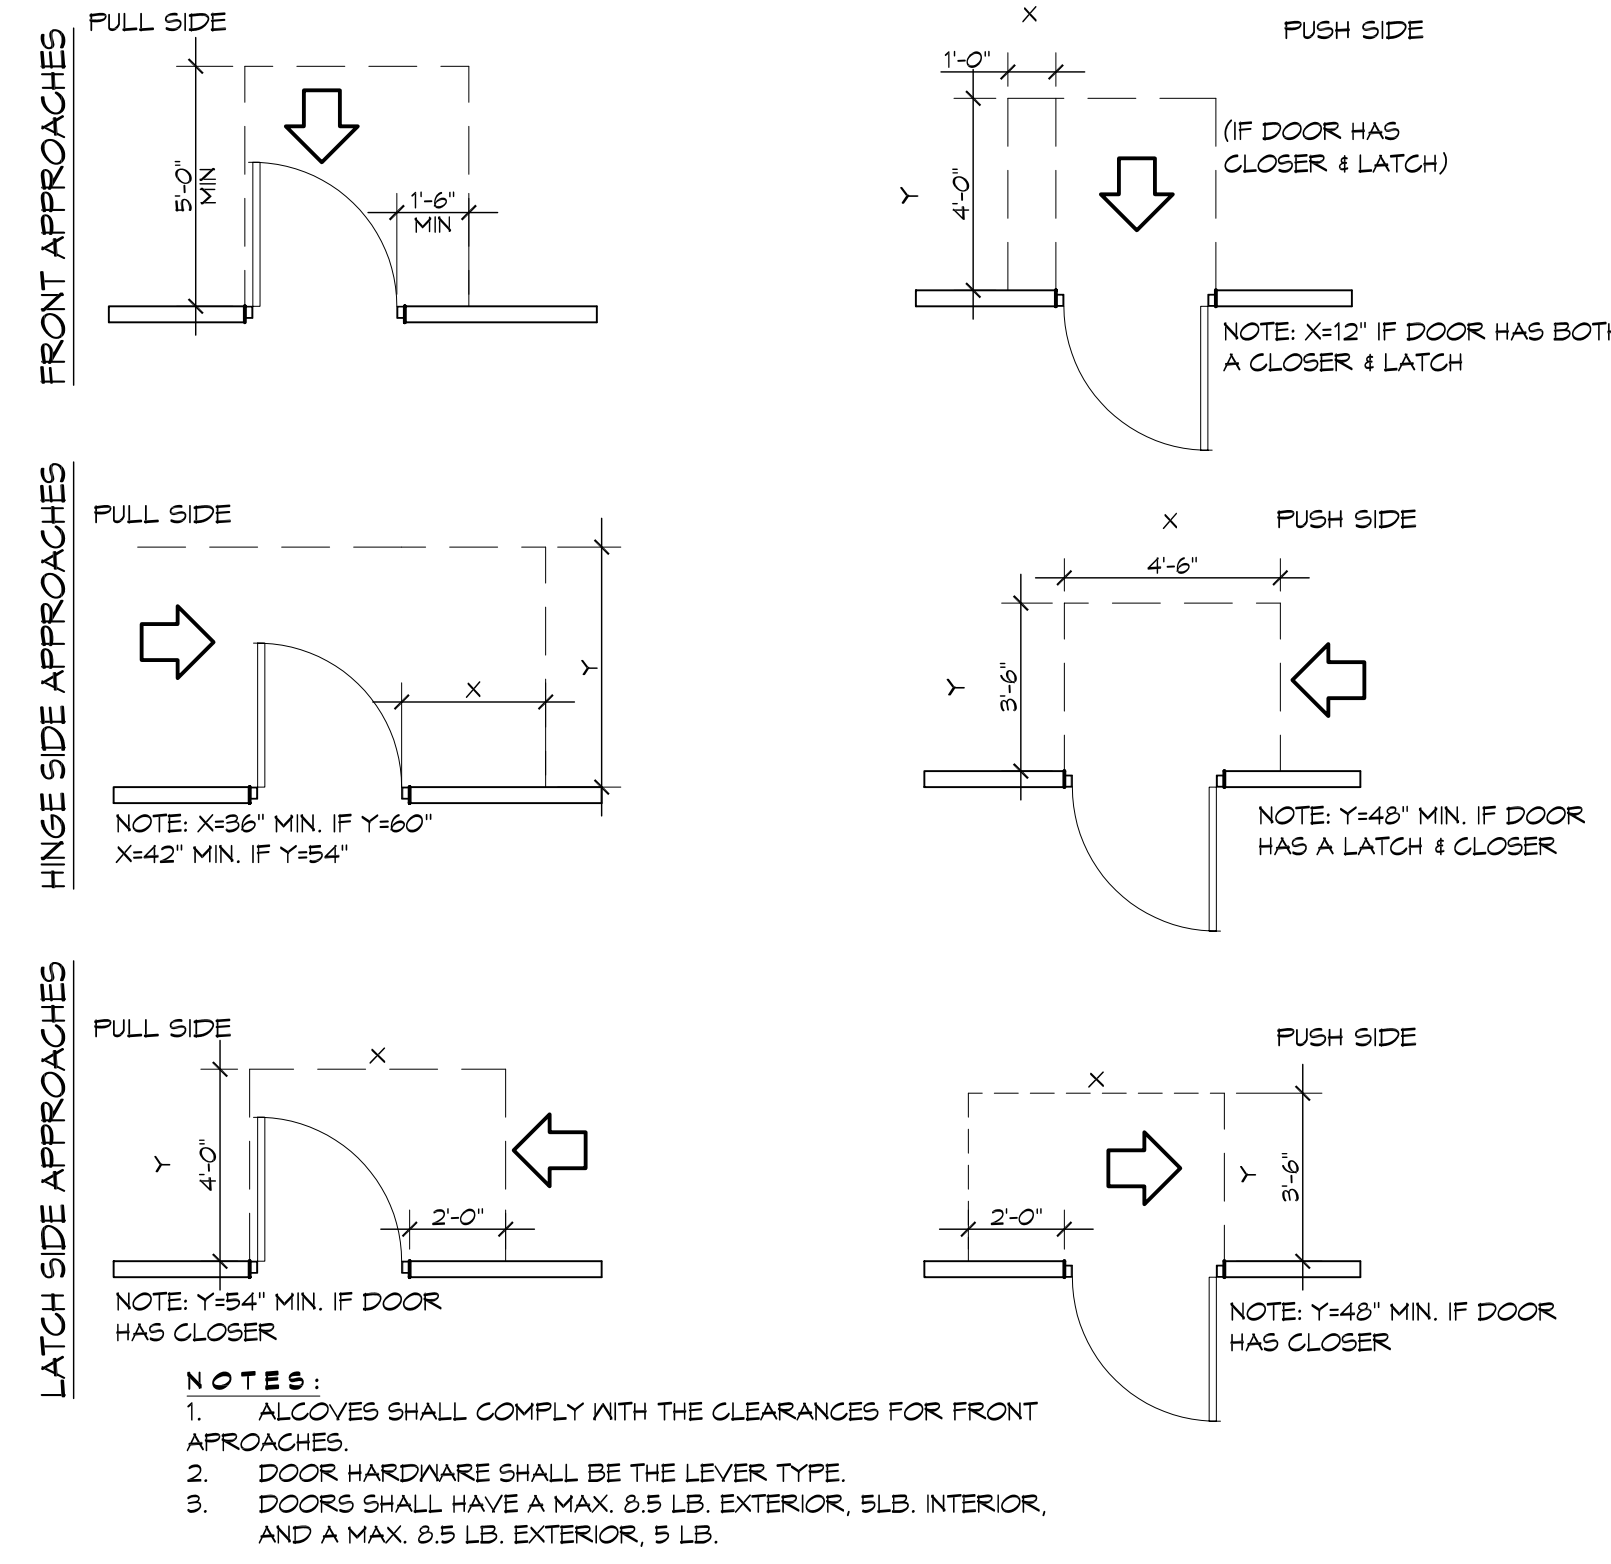 FRONT APPROACHES
PULL SIDE
5'-0"
MIN
1'-6"
MIN
X
PUSH SIDE
1'-0"
(IF DOOR HAS
CLOSER & LATCH)
Y
4'-0"
NOTE: X=12" IF DOOR HAS BOTH
A CLOSER & LATCH
HINGE SIDE APPROACHES
PULL SIDE
X
Y
NOTE: X=36" MIN. IF Y=60"
X=42" MIN. IF Y=54"
X
PUSH SIDE
4'-6"
Y
3'-6"
NOTE: Y=48" MIN. IF DOOR
HAS A LATCH & CLOSER
LATCH SIDE APPROACHES
PULL SIDE
X
Y
4'-0"
2'-0"
NOTE: Y=54" MIN. IF DOOR
HAS CLOSER
PUSH SIDE
X
Y
3'-6"
2'-0"
NOTE: Y=48" MIN. IF DOOR
HAS CLOSER
NOTES:
1. ALCOVES SHALL COMPLY WITH THE CLEARANCES FOR FRONT
APROACHES.
2. DOOR HARDWARE SHALL BE THE LEVER TYPE.
3. DOORS SHALL HAVE A MAX. 8.5 LB. EXTERIOR, 5LB. INTERIOR,
AND A MAX. 8.5 LB. EXTERIOR, 5 LB.